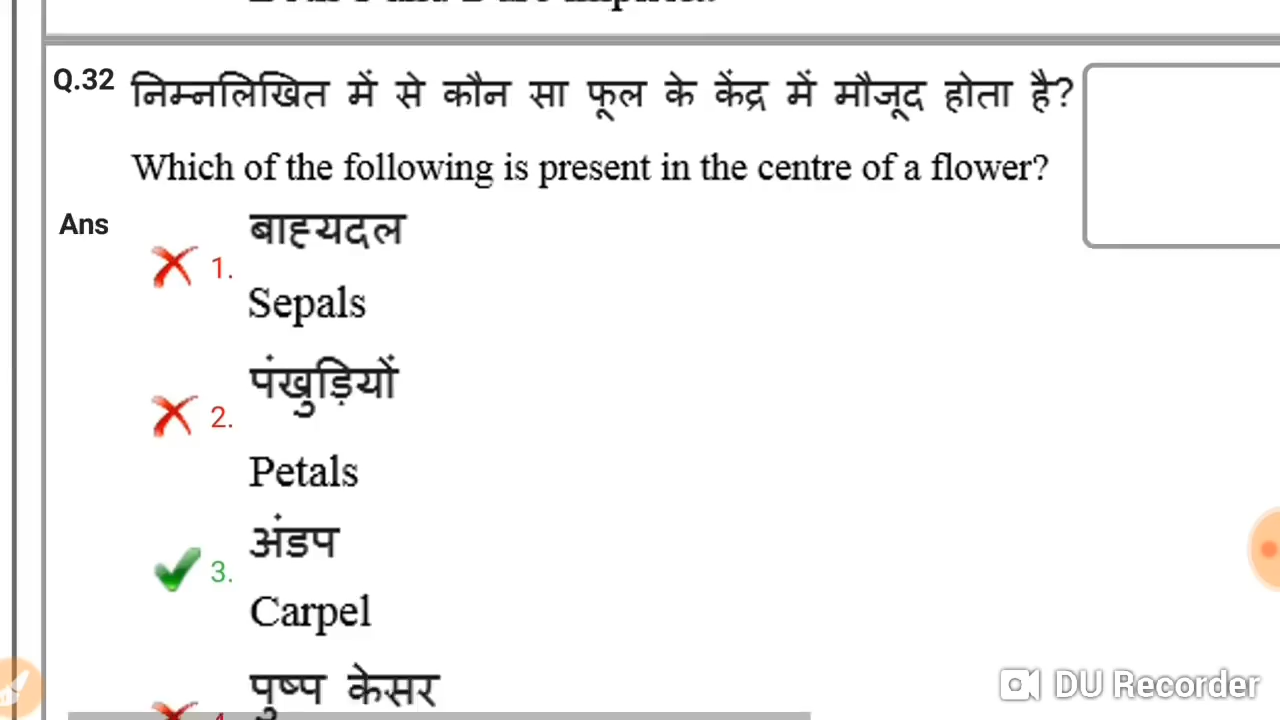 Q.32 निम्नलिखित में से कौन सा फूल के केंद्र में मौजूद होता है?
Which of the following is present in the centre of a flower?
Ans
बाह्यदल
1.
Sepals
पंखुड़ियों
2.
Petals
अंडप
3.
Carpel
पुष्प केसर
DU Recorder